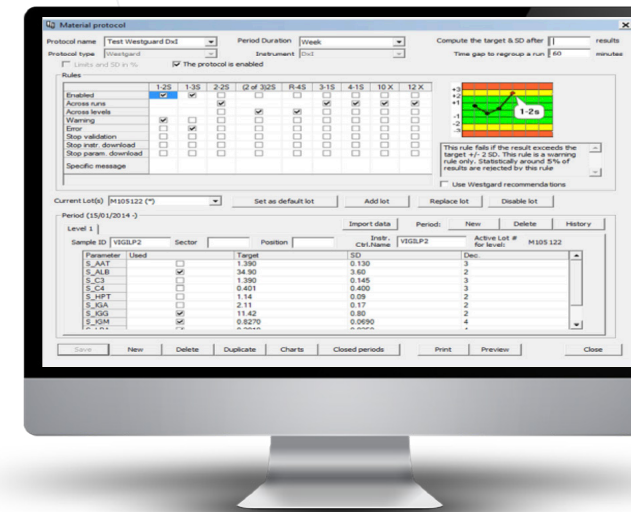 Material protocol
Protocol name Test Westguard DxI Period Duration Week Compute the target & SD after results
Protocol type Westgard Instrument DxI Time gap to regroup a run 60 minutes
Limits and SD in % The protocol is enabled
Rules
1-2S 1-3S 2-2S (2 of 3)2S R-4S 3-1S 4-1S 10 X 12 X
Enabled
Across runs
Across levels
Warning
Error
Stop validation
Stop instr. download
Stop param. download
Specific message
+3
+2
+1
-1
-2
-3
1-2s
This rule fails if the result exceeds the
target +/- 2 SD. This rule is a warning
rule only. Statistically around 5% of
results are rejected by this rule
Use Westgard recommendations
Current Lot(s) M105122 (*) Set as default lot Add lot Replace lot Disable lot
Period (15/01/2014 -)
Level 1 Import data Period: New Delete History
Sample ID VIGILP2 Sector Position Instr. Ctrl.Name VIGILP2 Active Lot # for level: M105122
Parameter Used Target SD Dec.
S_AAT 1.390 0.130 3
S_ALB 34.90 3.60 2
S_C3 1.390 0.145 3
S_C4 0.401 0.400 3
S_HPT 1.14 0.09 2
S_IGA 2.11 0.17 2
S_IGG 11.42 0.80 2
S_IGM 0.8270 0.0690 4
Save New Delete Duplicate Charts Closed periods Print Preview Close